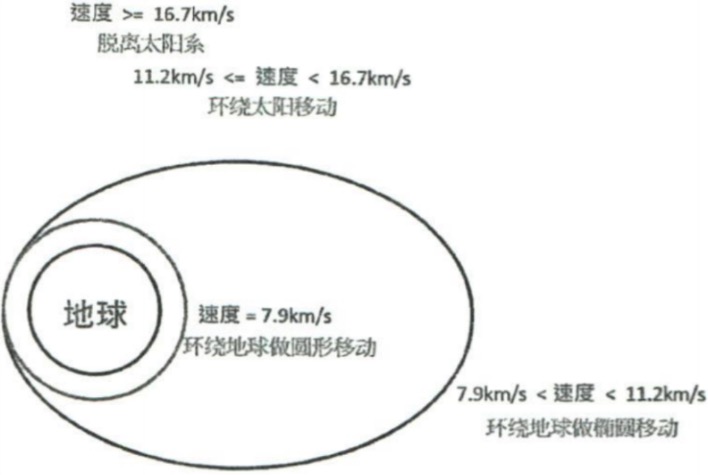 速度 >= 16.7km/s
脱离太阳系
11.2km/s <= 速度 < 16.7km/s
环绕太阳移动
地球
速度 = 7.9km/s
环绕地球做圆形移动
7.9km/s < 速度 < 11.2km/s
环绕地球做椭圆移动